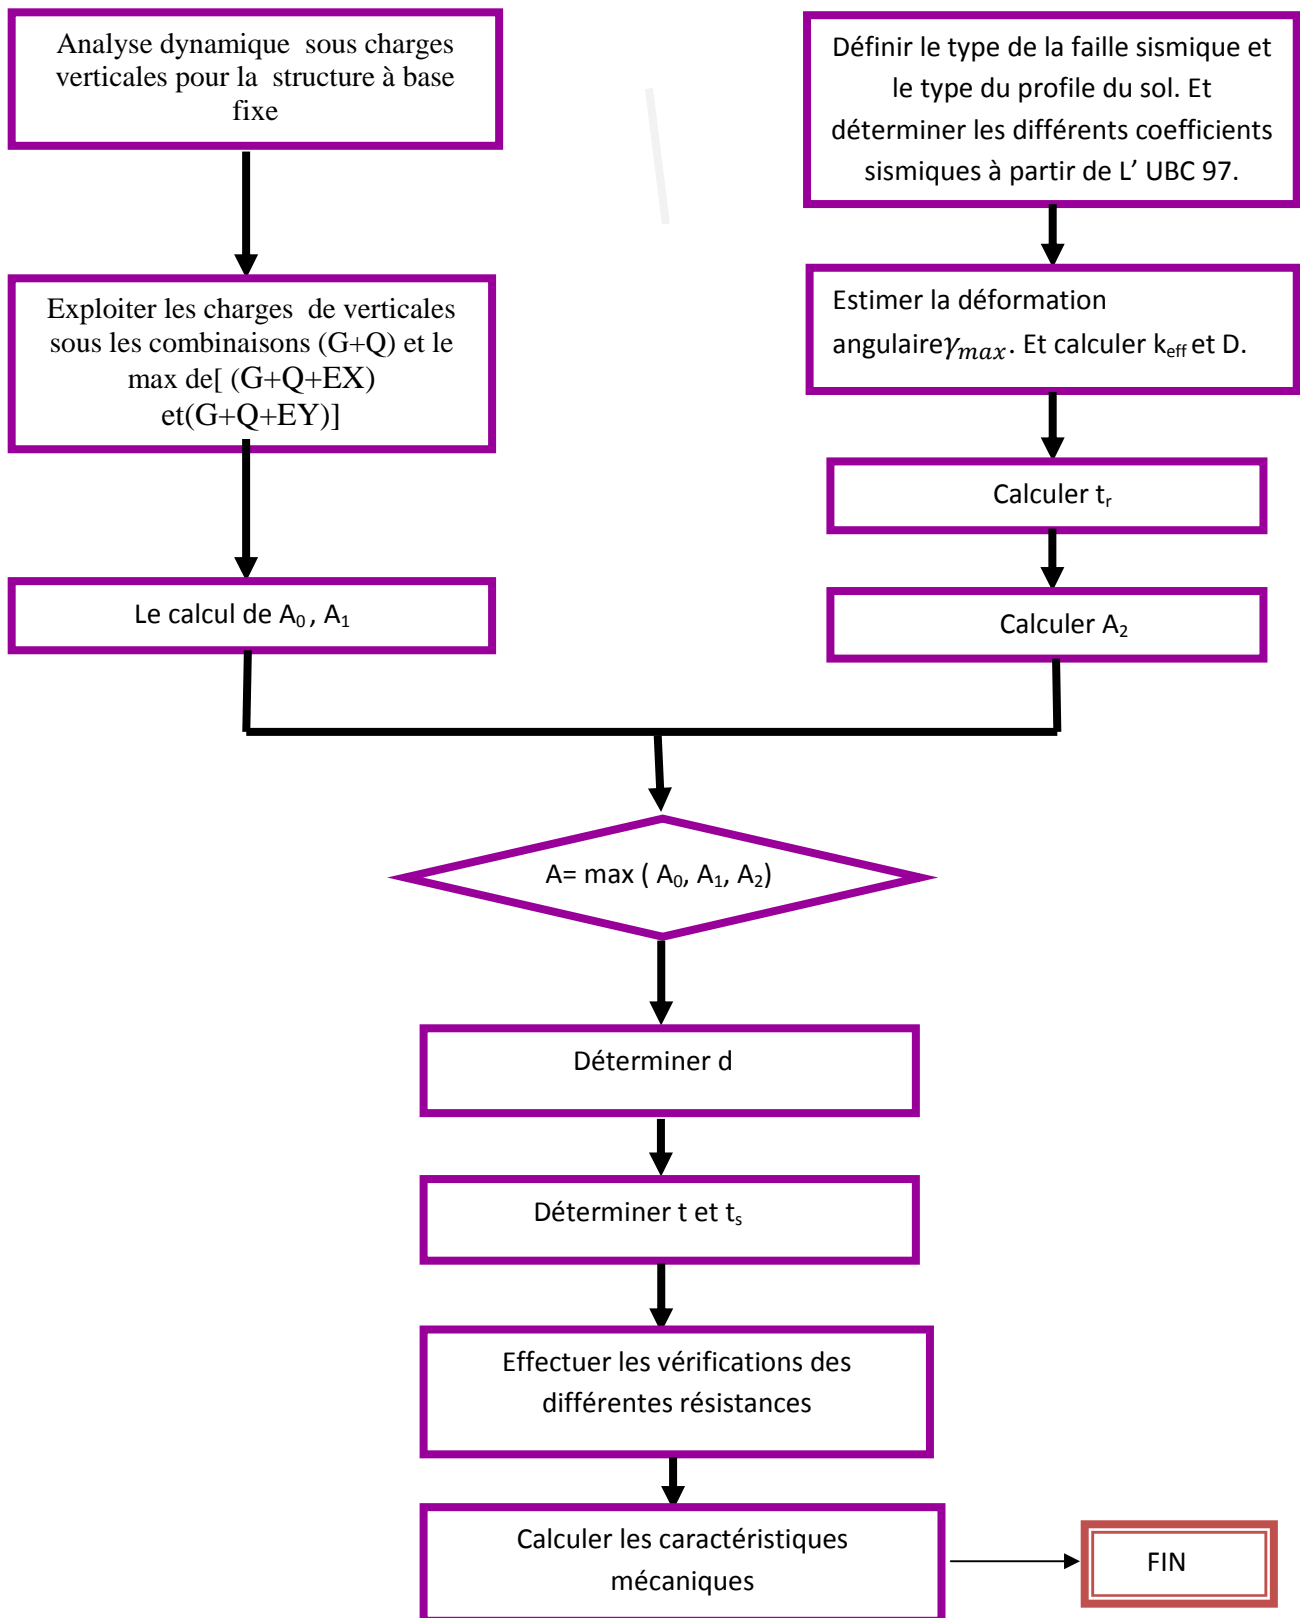 Analyse dynamique sous charges
verticales pour la structure à base
fixe
Exploiter les charges de verticales
sous les combinaisons (G+Q) et le
max de[ (G+Q+EX)
et(G+Q+EY)]
Le calcul de A₀ , A₁
Définir le type de la faille sismique et
le type du profile du sol. Et
déterminer les différents coefficients
sismiques à partir de L’ UBC 97.
Estimer la déformation
angulaireγₘₐₓ. Et calculer kₑff et D.
Calculer tᵣ
Calculer A₂
A= max ( A₀, A₁, A₂)
Déterminer d
Déterminer t et tₛ
Effectuer les vérifications des
différentes résistances
Calculer les caractéristiques
mécaniques
FIN